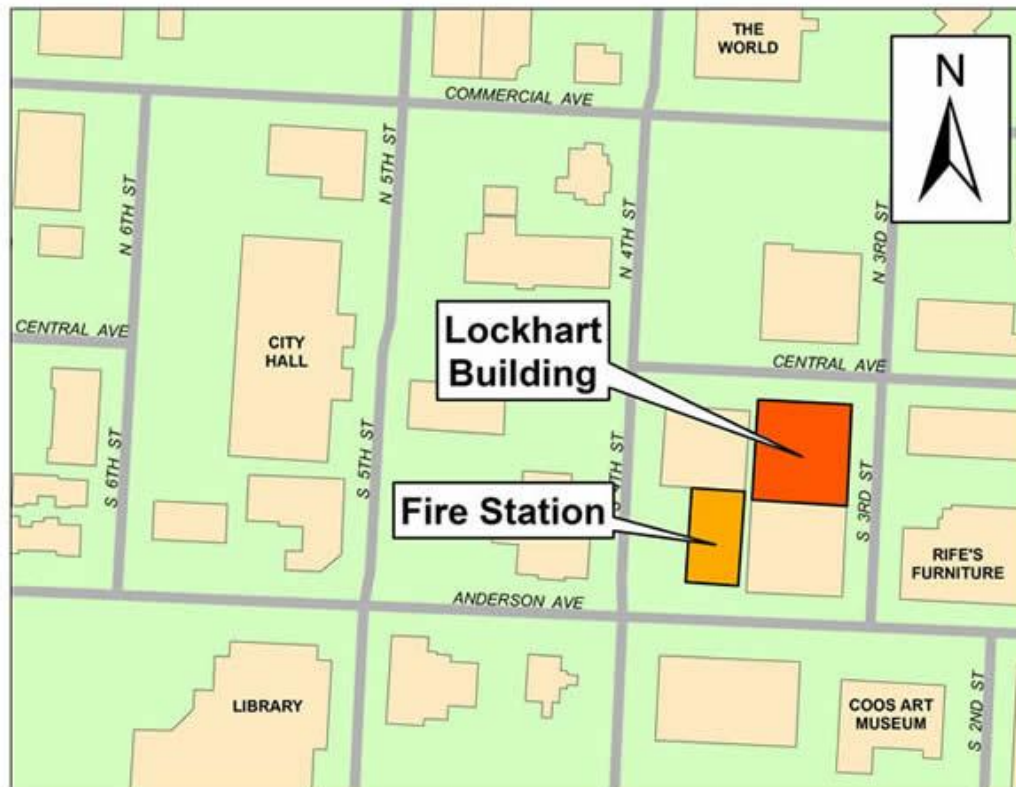 THE
WORLD
N
COMMERCIAL AVE
N 5TH ST
N 6TH ST
N 4TH ST
N 3RD ST
CENTRAL AVE
CITY
HALL
Lockhart
Building
CENTRAL AVE
S 6TH ST
S 5TH ST
S 4TH ST
S 3RD ST
Fire Station
RIFE'S
FURNITURE
ANDERSON AVE
LIBRARY
COOS ART
MUSEUM
S 2ND ST